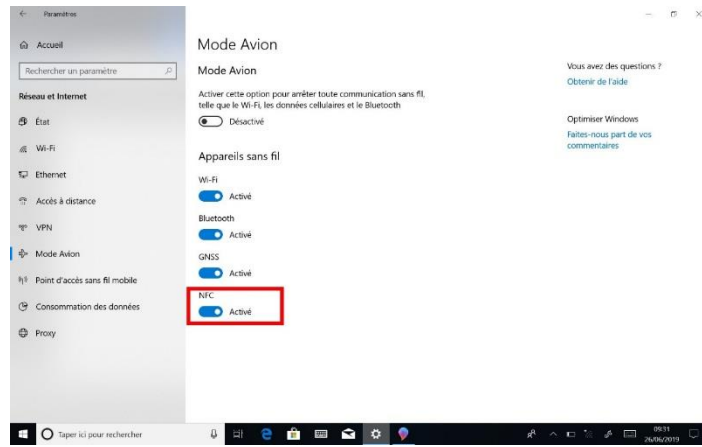 Paramètres
Accueil
Rechercher un paramètre
Réseau et Internet
État
Wi-Fi
Ethernet
Accès à distance
VPN
Mode Avion
Point d'accès sans fil mobile
Consommation des données
Proxy
Mode Avion
Mode Avion
Activer cette option pour arrêter toute communication sans fil,
telle que le Wi-Fi, les données cellulaires et le Bluetooth
Désactivé
Appareils sans fil
Wi-Fi
Activé
Bluetooth
Activé
GNSS
Activé
NFC
Activé
Vous avez des questions ?
Obtenir de l'aide
Optimiser Windows
Faites-nous part de vos
commentaires
Taper ici pour rechercher
09:31
26/06/2019